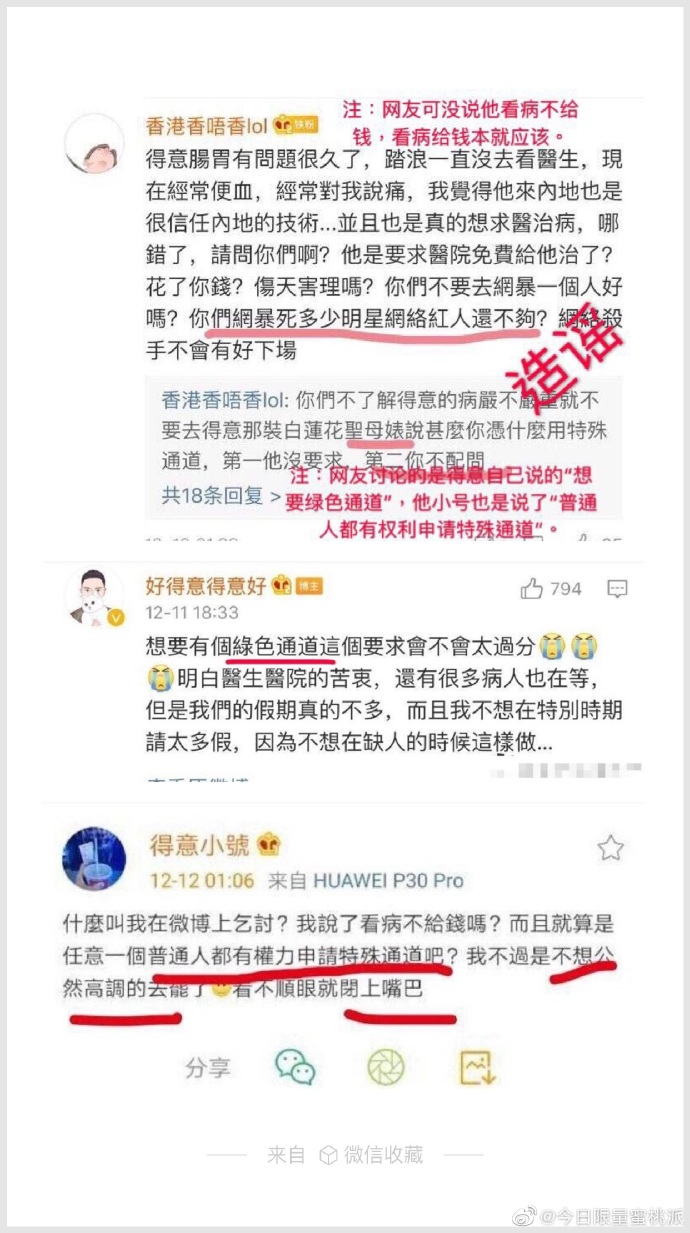 香港香唔香lol 铁粉
注：网友可没说他看病不给
钱，看病给钱本就应该。
得意腸胃有問題很久了，踏浪一直沒去看醫生，現
在經常便血，經常對我說痛，我覺得他來內地也是
很信任內地的技術...並且也是真的想求醫治病，哪
錯了，請問你們啊？他是要求醫院免費給他治了？
花了你錢？傷天害理嗎？你們不要去網暴一個人好
嗎？你們網暴死多少明星網絡紅人還不夠？網絡殺
手不會有好下場
造谣
香港香唔香lol: 你們不了解得意的病嚴不嚴重就不
要去得意那裝白蓮花聖母婊說甚麼你憑什麼用特殊
通道，第一他沒要求，第二你不配問
注：网友讨论的是得意自己说的“想
共18条回复 >
要绿色通道”，他小号也是说了“普通
人都有权利申请特殊通道“。
好得意得意好 博主
794
12-11 18:33
想要有個綠色通道這個要求會不會太過分
明白醫生醫院的苦衷，還有很多病人也在等，
但是我們的假期真的不多，而且我不想在特別時期
請太多假，因為不想在缺人的時候這樣做...
得意小號
12-12 01:06 来自 HUAWEI P30 Pro
什麼叫我在微博上乞討？我說了看病不給錢嗎？而且就算是
任意一個普通人都有權力申請特殊通道吧？我不過是不想公
然高調的去罷了 看不順眼就閉上嘴巴
分享
来自 微信收藏
@今日限量蜜桃派